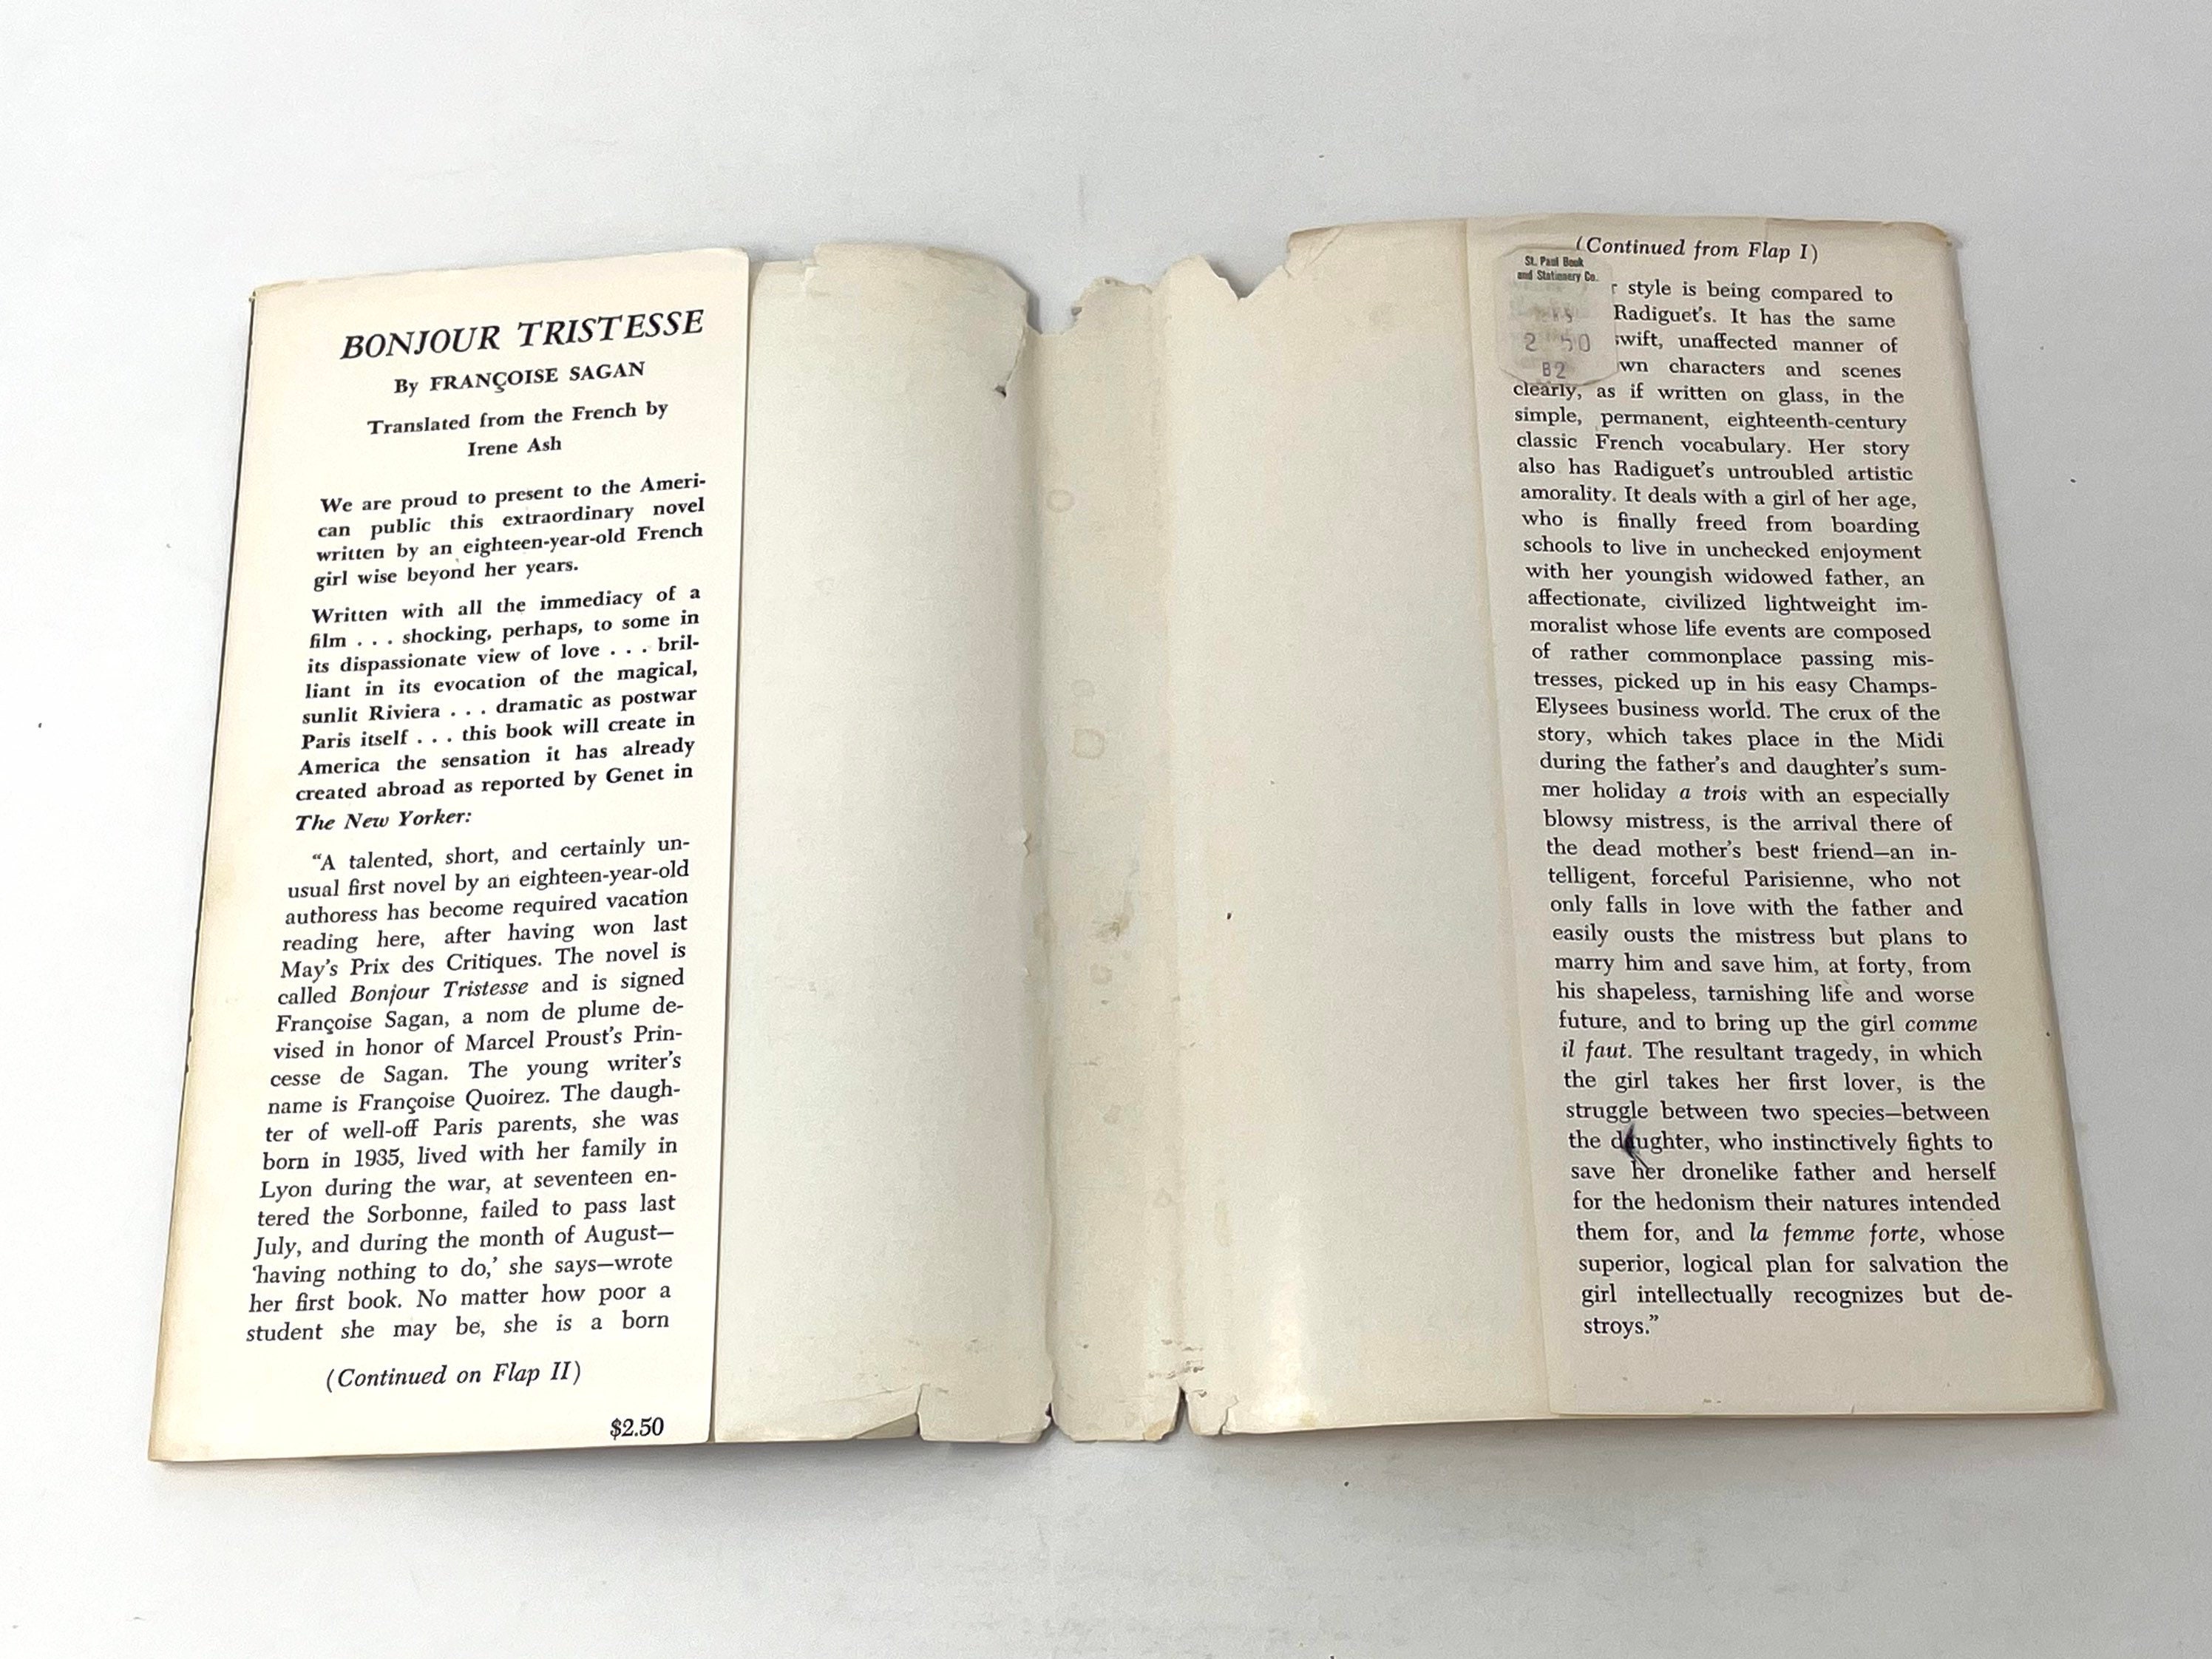 BONJOUR TRISTESSE
By FRANÇOISE SAGAN
Translated from the French by
Irene Ash
We are proud to present to the Ameri-
can public this extraordinary novel
written by an eighteen-year-old French
girl wise beyond her years.
Written with all the immediacy of a
film . . . shocking, perhaps, to some in
its dispassionate view of love . . . bril-
liant in its evocation of the magical,
sunlit Riviera . . . dramatic as postwar
Paris itself . . . this book will create in
America the sensation it has already
created abroad as reported by Genet in
The New Yorker:
“A talented, short, and certainly un-
usual first novel by an eighteen-year-old
authoress has become required vacation
reading here, after having won last
May’s Prix des Critiques. The novel is
called Bonjour Tristesse and is signed
Françoise Sagan, a nom de plume de-
vised in honor of Marcel Proust’s Prin-
cesse de Sagan. The young writer’s
name is Françoise Quoirez. The daugh-
ter of well-off Paris parents, she was
born in 1935, lived with her family in
Lyon during the war, at seventeen en-
tered the Sorbonne, failed to pass last
July, and during the month of August—
‘having nothing to do,’ she says—wrote
her first book. No matter how poor a
student she may be, she is a born
(Continued on Flap II)
$2.50
(Continued from Flap I)
St. Paul Book
and Stationery Co.
2 50
B2
style is being compared to
Radiguet’s. It has the same
swift, unaffected manner of
characters and scenes
clearly, as if written on glass, in the
simple, permanent, eighteenth-century
classic French vocabulary. Her story
also has Radiguet’s untroubled artistic
amorality. It deals with a girl of her age,
who is finally freed from boarding
schools to live in unchecked enjoyment
with her youngish widowed father, an
affectionate, civilized lightweight im-
moralist whose life events are composed
of rather commonplace passing mis-
tresses, picked up in his easy Champs-
Elysees business world. The crux of the
story, which takes place in the Midi
during the father’s and daughter’s sum-
mer holiday a trois with an especially
blowsy mistress, is the arrival there of
the dead mother’s best friend—an in-
telligent, forceful Parisienne, who not
only falls in love with the father and
easily ousts the mistress but plans to
marry him and save him, at forty, from
his shapeless, tarnishing life and worse
future, and to bring up the girl comme
il faut. The resultant tragedy, in which
the girl takes her first lover, is the
struggle between two species—between
the daughter, who instinctively fights to
save her dronelike father and herself
for the hedonism their natures intended
them for, and la femme forte, whose
superior, logical plan for salvation the
girl intellectually recognizes but de-
stroys.”